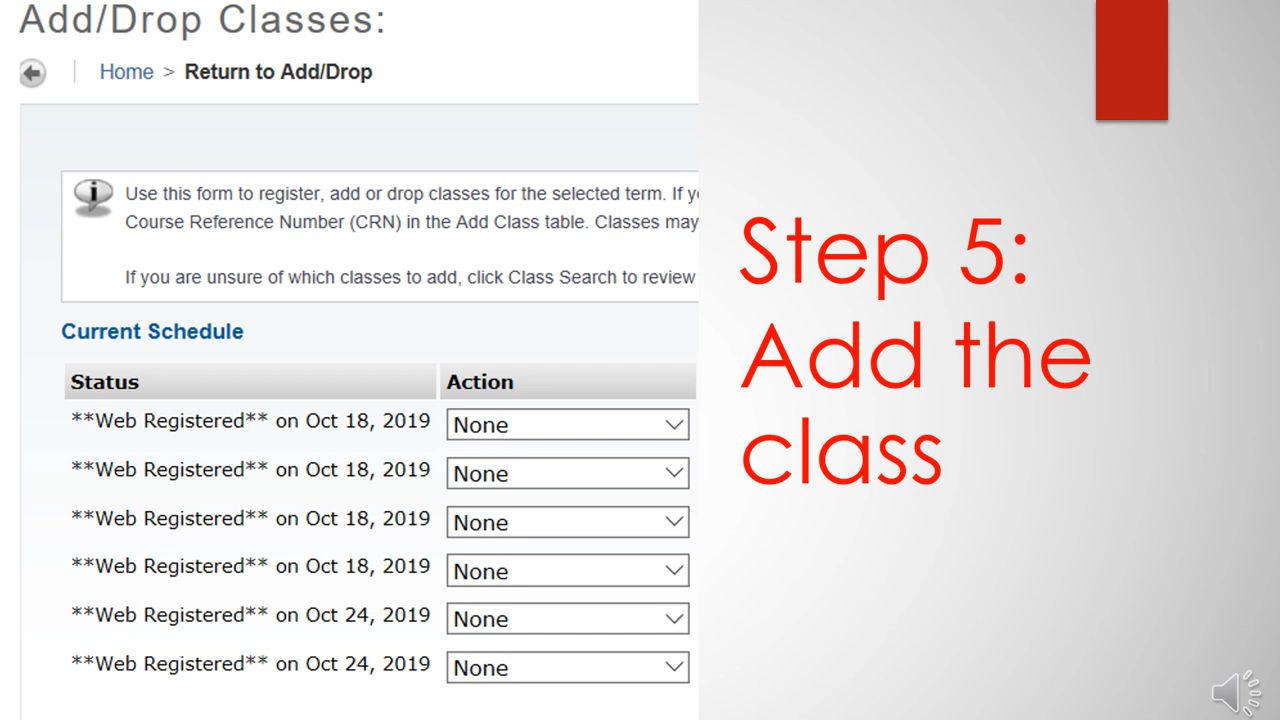 Add/Drop Classes:
Home > Return to Add/Drop
Use this form to register, add or drop classes for the selected term. If
Course Reference Number (CRN) in the Add Class table. Classes may
If you are unsure of which classes to add, click Class Search to review
Current Schedule
Status Action
**Web Registered** on Oct 18, 2019 None
**Web Registered** on Oct 18, 2019 None
**Web Registered** on Oct 18, 2019 None
**Web Registered** on Oct 18, 2019 None
**Web Registered** on Oct 24, 2019 None
**Web Registered** on Oct 24, 2019 None
Step 5:
Add the
class